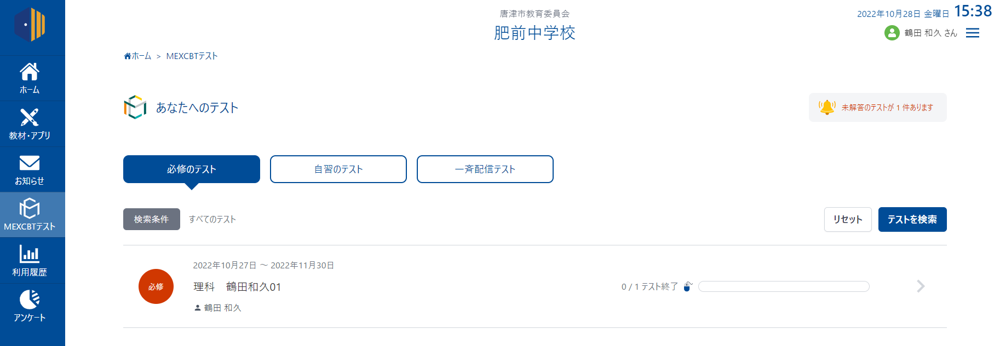 唐津市教育委員会
肥前中学校
2022年10月28日 金曜日 15:38
鶴田 和久 さん
ホーム
教材・アプリ
お知らせ
MEXCBTテスト
利用履歴
アンケート
ホーム > MEXCBTテスト
あなたへのテスト
未解答のテストが 1 件あります
必修のテスト
自習のテスト
一斉配信テスト
検索条件
すべてのテスト
リセット
テストを検索
必修
2022年10月27日 〜 2022年11月30日
理科　鶴田和久01
鶴田 和久
0 / 1 テスト終了